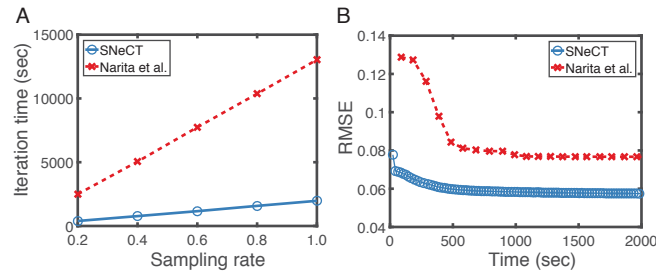 A
Iteration time (sec)
15000
10000
5000
0
0.2 0.4 0.6 0.8 1.0
Sampling rate
SNeCT
Narita et al.
B
RMSE
0.14
0.12
0.1
0.08
0.06
0.04
0 500 1000 1500 2000
Time (sec)
SNeCT
Narita et al.